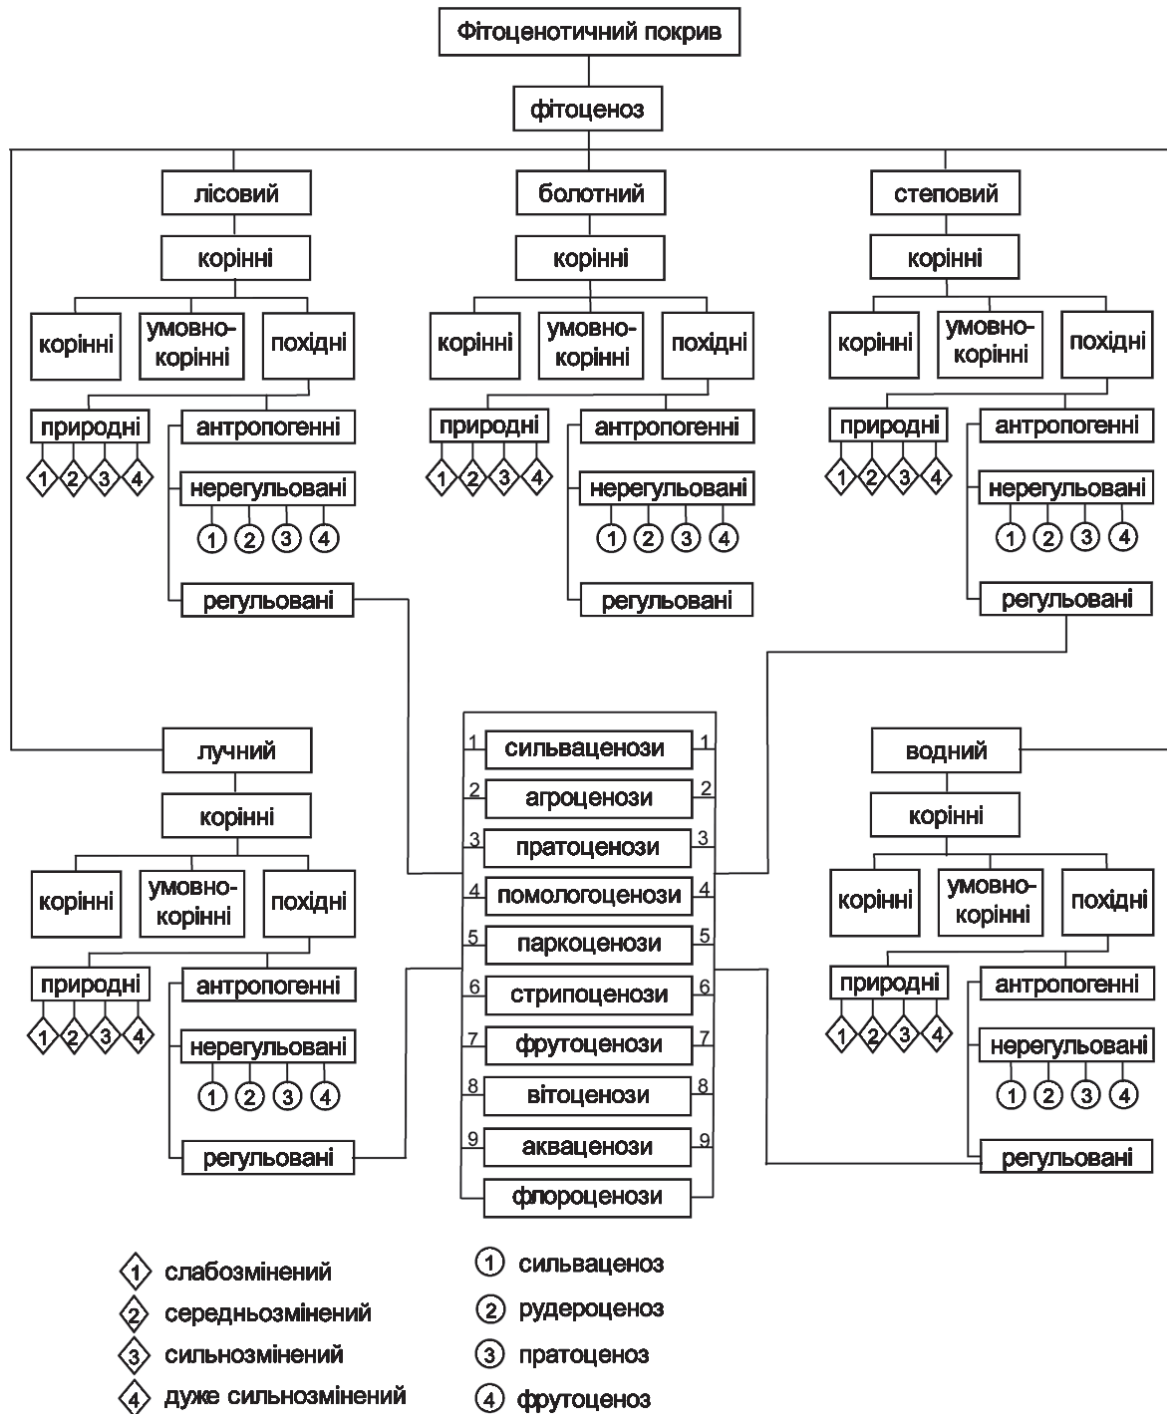 Фітоценотичний покрив
фітоценоз
лісовий
болотний
степовий
корінні
корінні
корінні
корінні
умовно-
корінні
похідні
корінні
умовно-
корінні
похідні
корінні
умовно-
корінні
похідні
природні
антропогенні
природні
антропогенні
природні
антропогенні
1 2 3 4
1 2 3 4
1 2 3 4
нерегульовані
нерегульовані
нерегульовані
1 2 3 4
1 2 3 4
1 2 3 4
регульовані
регульовані
регульовані
лучний
водний
корінні
корінні
корінні
умовно-
корінні
похідні
корінні
умовно-
корінні
похідні
природні
антропогенні
природні
антропогенні
1 2 3 4
1 2 3 4
нерегульовані
нерегульовані
1 2 3 4
1 2 3 4
регульовані
регульовані
1 сильваценози 1
2 агроценози 2
3 пратоценози 3
4 помологоценози 4
5 паркоценози 5
6 стрипоценози 6
7 фрутоценози 7
8 вітоценози 8
9 акваценози 9
флороценози
1 слабозмінений
2 середньозмінений
3 сильнозмінений
4 дуже сильнозмінений
1 сильваценоз
2 рудероценоз
3 пратоценоз
4 фрутоценоз